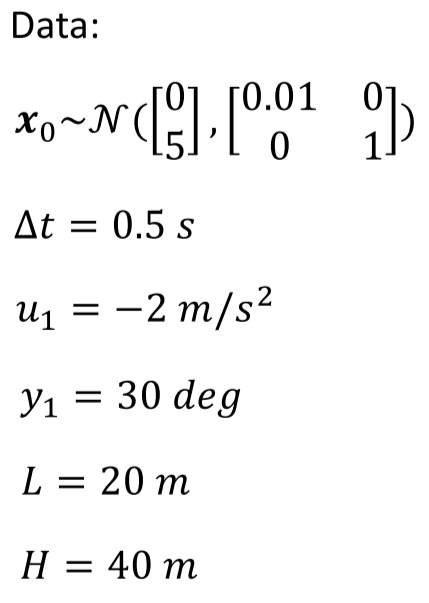 Data:
𝒙₀~𝒩([0 5], [0.01 0 0 1])
Δt = 0.5 s
u₁ = −2 m/s²
y₁ = 30 deg
L = 20 m
H = 40 m